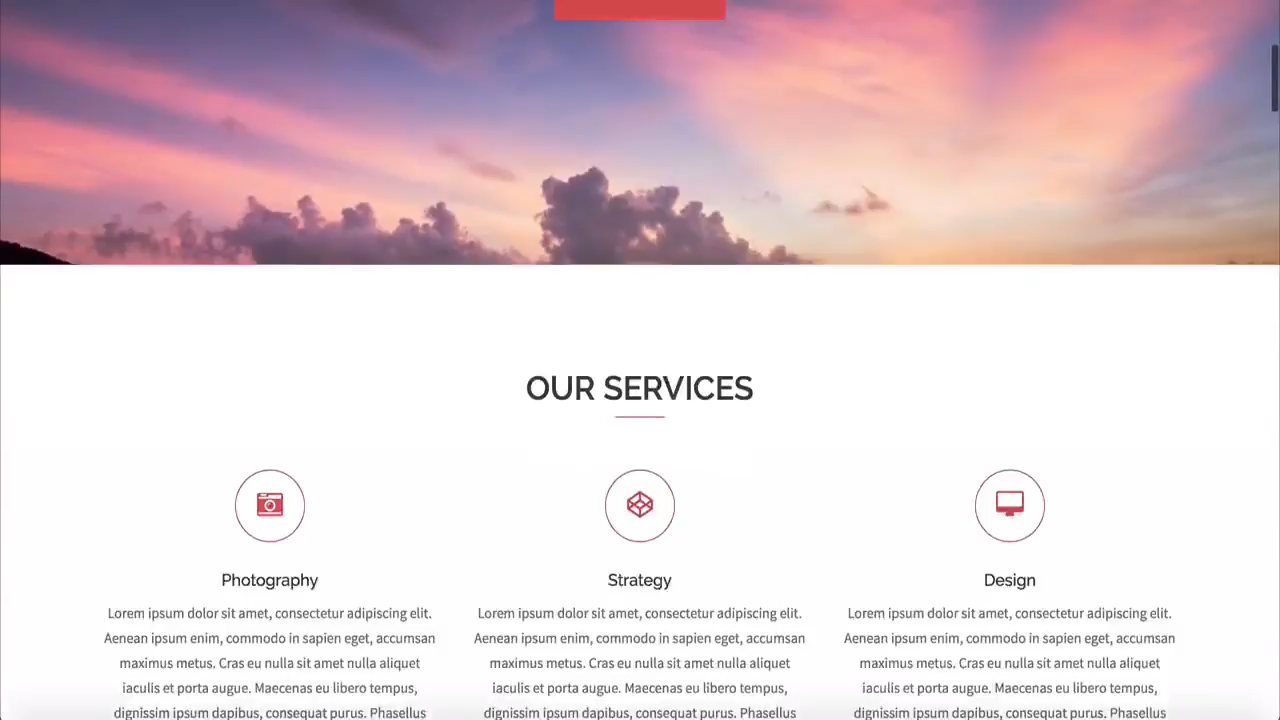 OUR SERVICES
Photography
Lorem ipsum dolor sit amet, consectetur adipiscing elit.
Aenean ipsum enim, commodo in sapien eget, accumsan
maximus metus. Cras eu nulla sit amet nulla aliquet
iaculis et porta augue. Maecenas eu libero tempus,
dignissim ipsum dapibus, consequat purus. Phasellus
Strategy
Lorem ipsum dolor sit amet, consectetur adipiscing elit.
Aenean ipsum enim, commodo in sapien eget, accumsan
maximus metus. Cras eu nulla sit amet nulla aliquet
iaculis et porta augue. Maecenas eu libero tempus,
dignissim ipsum dapibus, consequat purus. Phasellus
Design
Lorem ipsum dolor sit amet, consectetur adipiscing elit.
Aenean ipsum enim, commodo in sapien eget, accumsan
maximus metus. Cras eu nulla sit amet nulla aliquet
iaculis et porta augue. Maecenas eu libero tempus,
dignissim ipsum dapibus, consequat purus. Phasellus